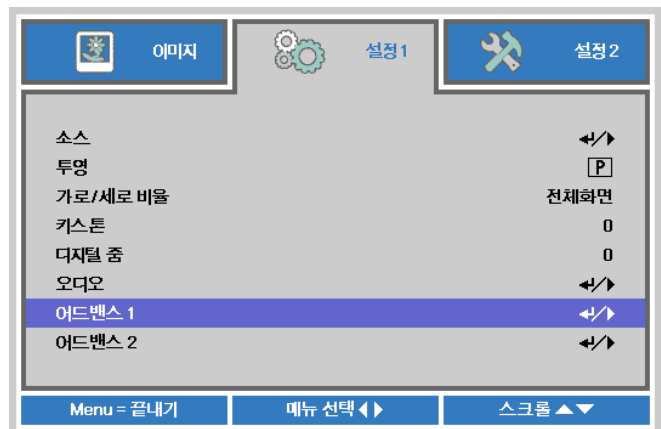 이미지 설정1 설정2
소스
투영 P
가로/세로 비율 전체화면
키스톤 0
디지털 줌 0
오디오
어드밴스 1
어드밴스 2
Menu = 끝내기 메뉴 선택 스크롤